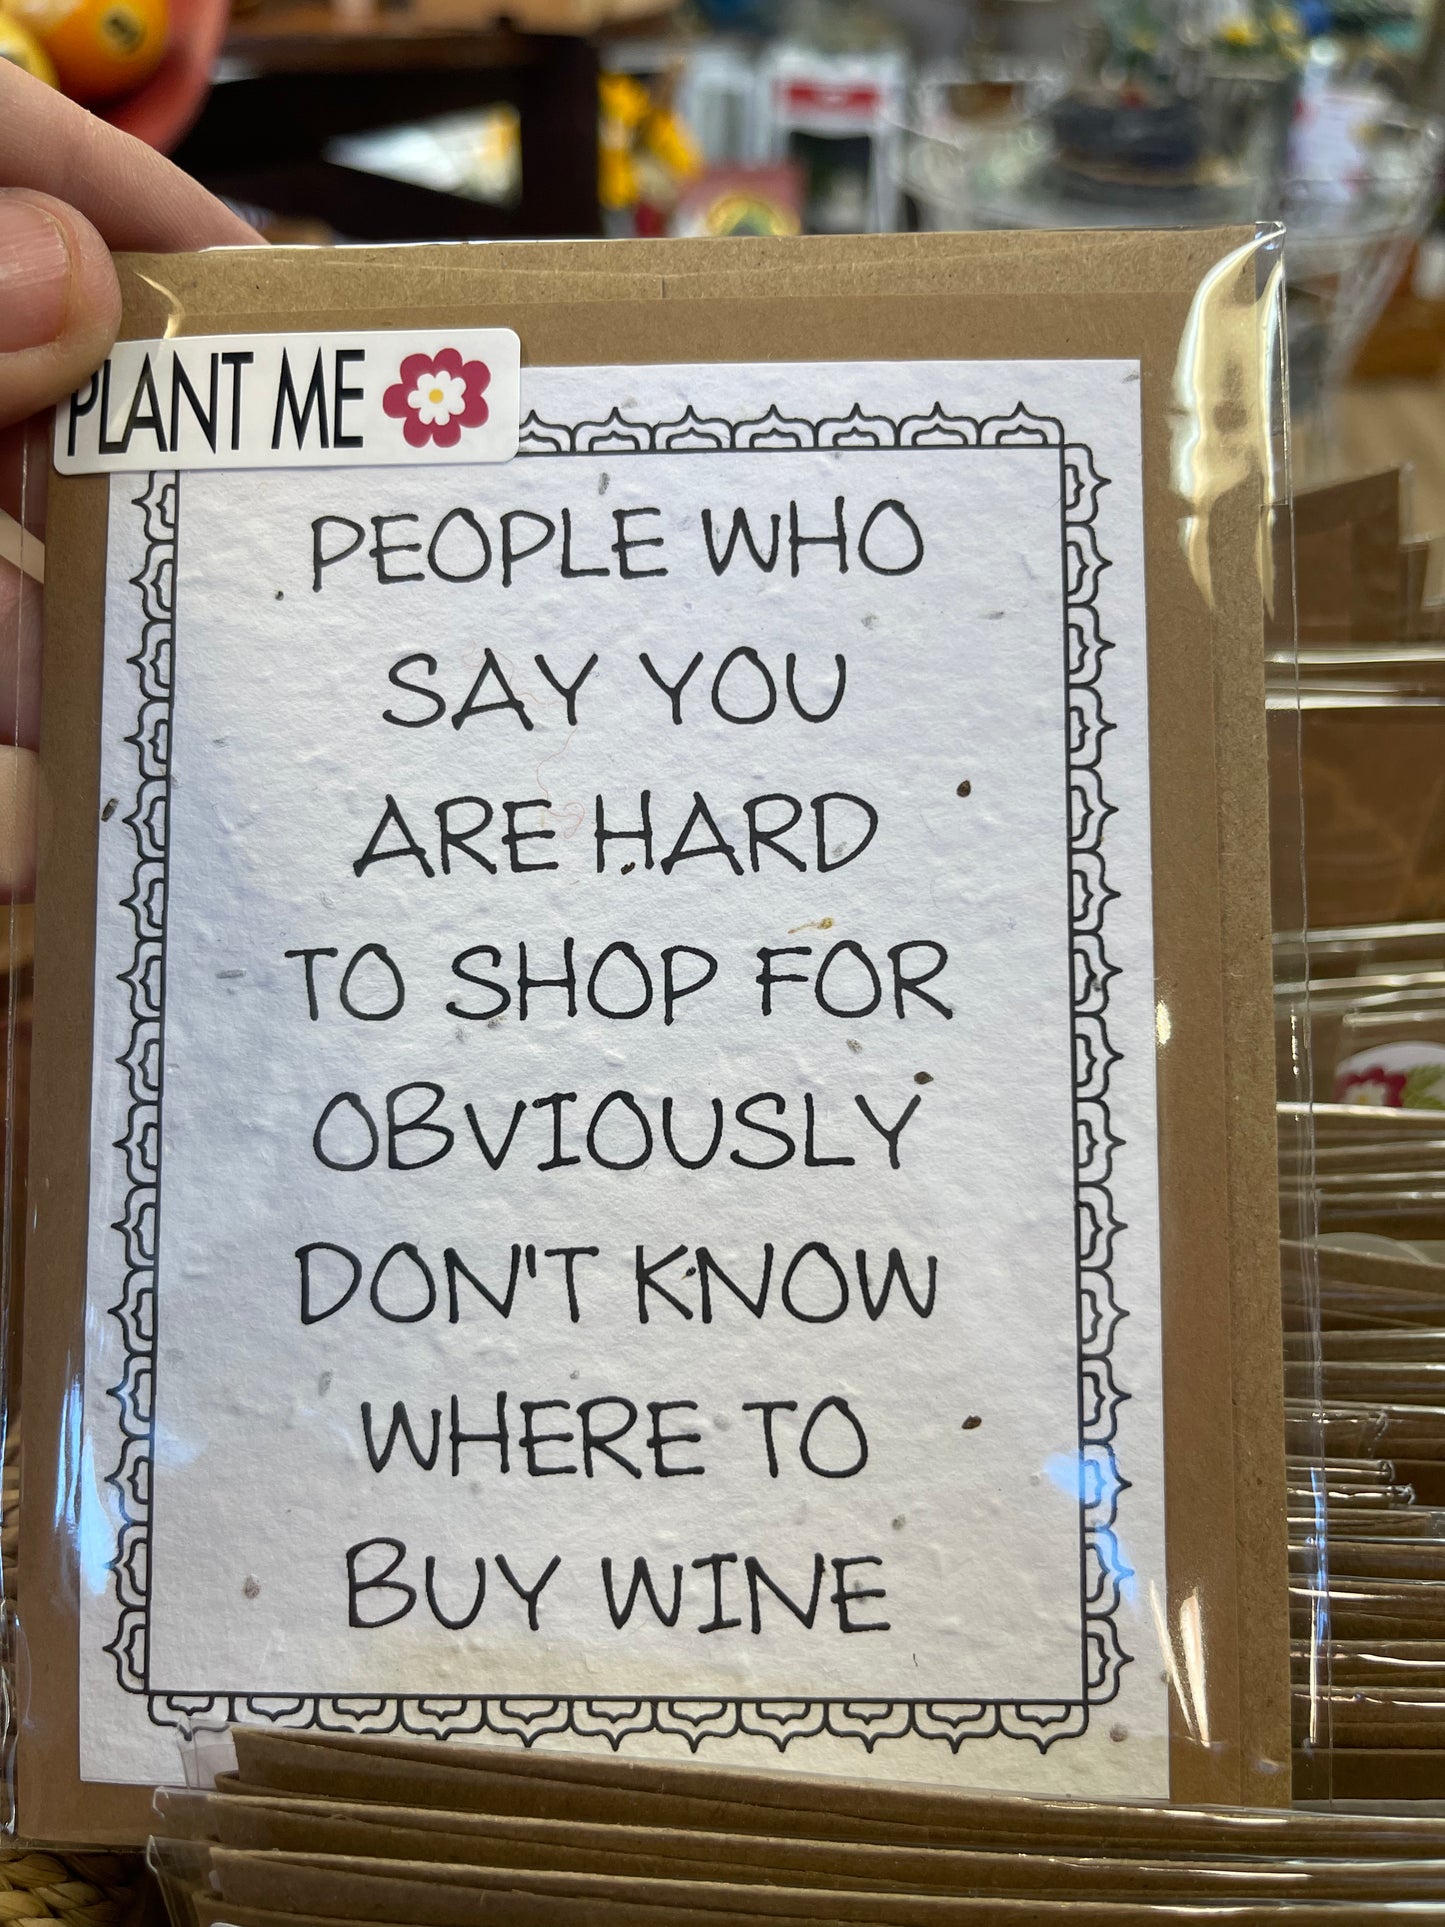 PLANT ME
PEOPLE WHO
SAY YOU
ARE HARD
TO SHOP FOR
OBVIOUSLY
DON'T KNOW
WHERE TO
BUY WINE